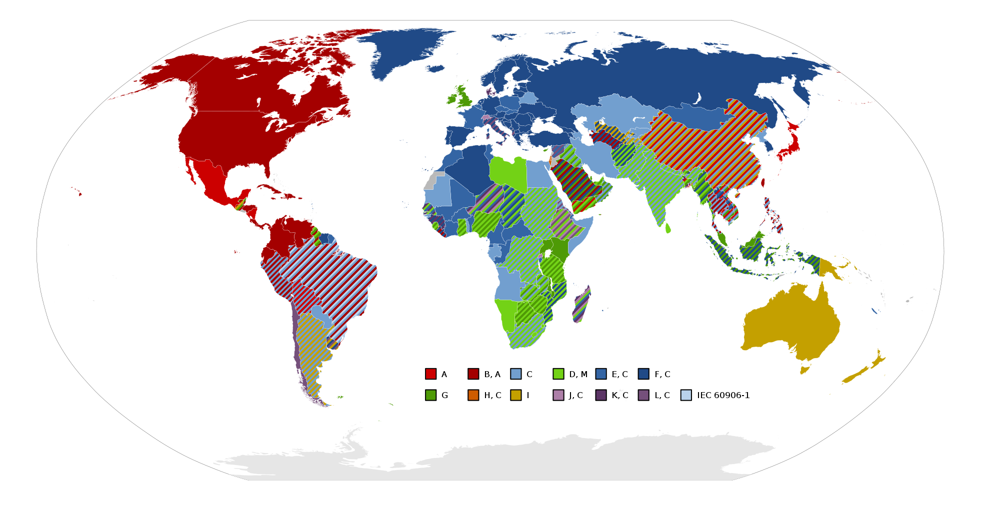 A B, A C D, M E, C F, C
G H, C I J, C K, C L, C IEC 60906-1